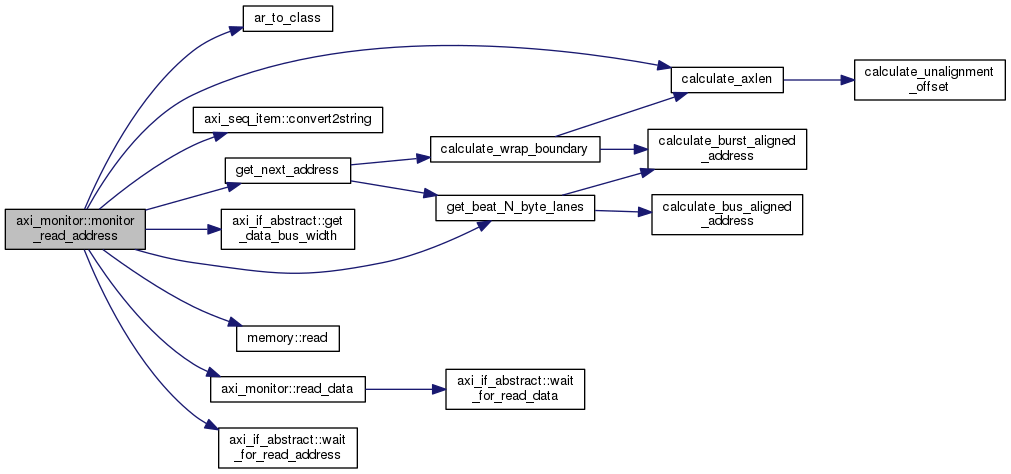 ar_to_class
calculate_axlen
calculate_unalignment
_offset
axi_seq_item::convert2string
calculate_wrap_boundary
calculate_burst_aligned
_address
get_next_address
get_beat_N_byte_lanes
calculate_bus_aligned
_address
axi_monitor::monitor
_read_address
axi_if_abstract::get
_data_bus_width
memory::read
axi_monitor::read_data
axi_if_abstract::wait
_for_read_data
axi_if_abstract::wait
_for_read_address